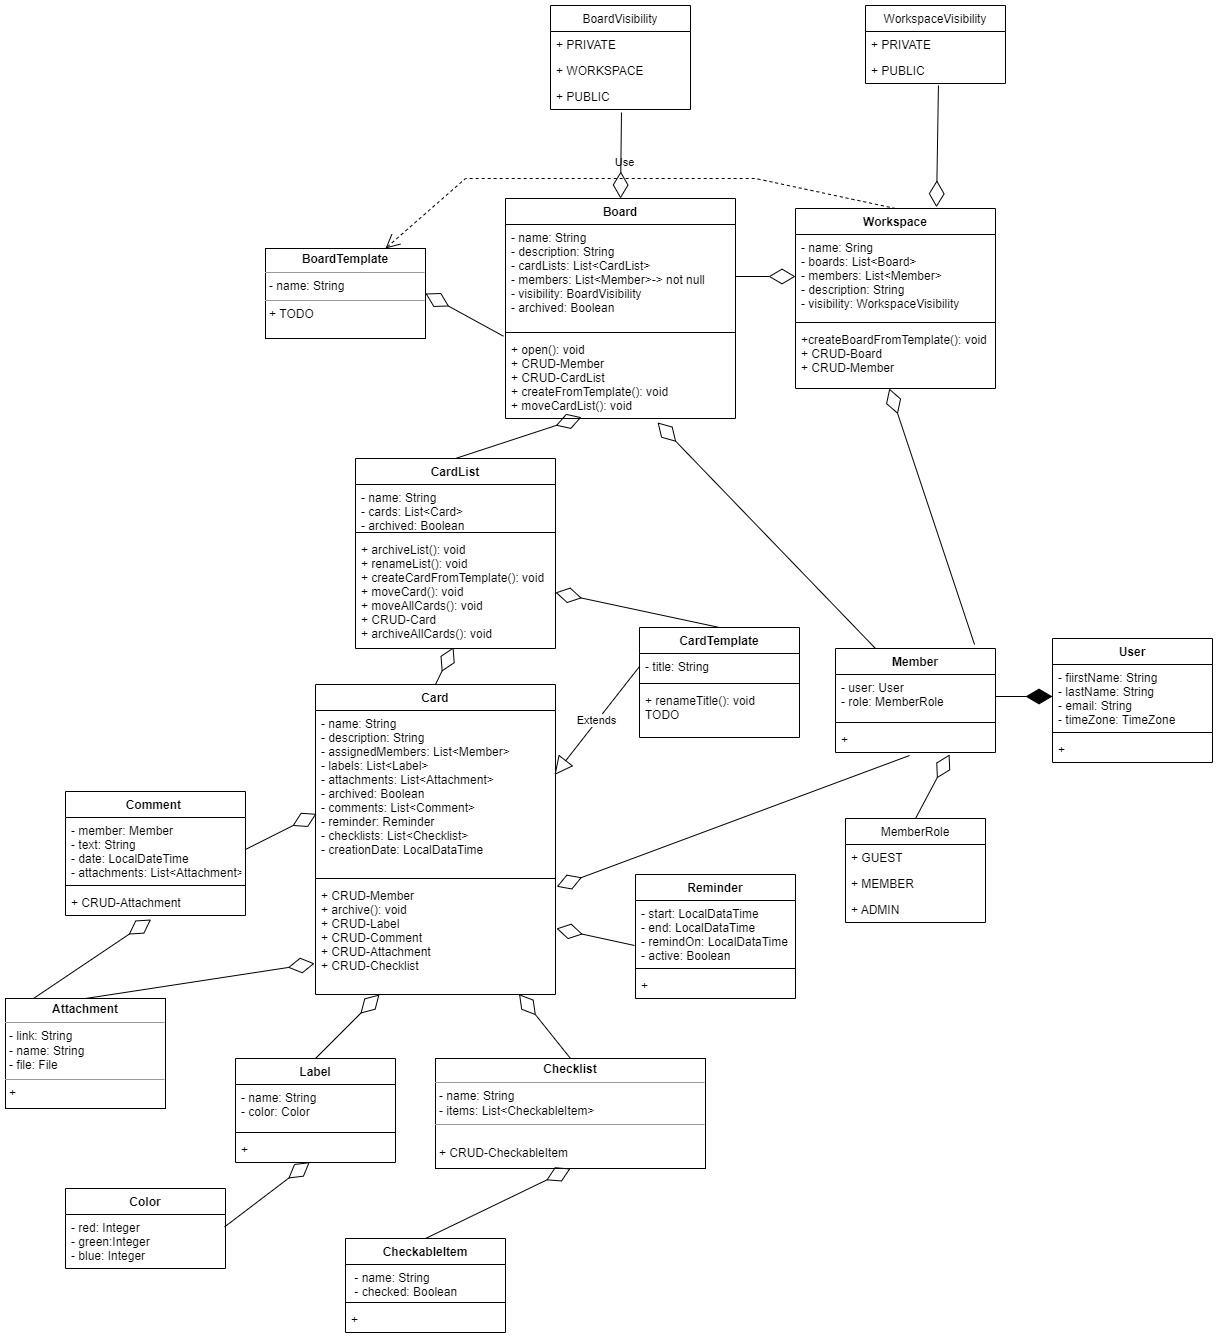 BoardVisibility
+ PRIVATE
+ WORKSPACE
+ PUBLIC
WorkspaceVisibility
+ PRIVATE
+ PUBLIC
Use
Board
- name: String
- description: String
- cardLists: List<CardList>
- members: List<Member>-> not null
- visibility: BoardVisibility
- archived: Boolean
+ open(): void
+ CRUD-Member
+ CRUD-CardList
+ createFromTemplate(): void
+ moveCardList(): void
Workspace
- name: Sring
- boards: List<Board>
- members: List<Member>
- description: String
- visibility: WorkspaceVisibility
+createBoardFromTemplate(): void
+ CRUD-Board
+ CRUD-Member
BoardTemplate
- name: String
+ TODO
CardList
- name: String
- cards: List<Card>
- archived: Boolean
+ archiveList(): void
+ renameList(): void
+ createCardFromTemplate(): void
+ moveCard(): void
+ moveAllCards(): void
+ CRUD-Card
+ archiveAllCards(): void
CardTemplate
- title: String
+ renameTitle(): void
TODO
Extends
Member
- user: User
- role: MemberRole
+
User
- fiirstName: String
- lastName: String
- email: String
- timeZone: TimeZone
+
Card
- name: String
- description: String
- assignedMembers: List<Member>
- labels: List<Label>
- attachments: List<Attachment>
- archived: Boolean
- comments: List<Comment>
- reminder: Reminder
- checklists: List<Checklist>
- creationDate: LocalDataTime
+ CRUD-Member
+ archive(): void
+ CRUD-Label
+ CRUD-Comment
+ CRUD-Attachment
+ CRUD-Checklist
Comment
- member: Member
- text: String
- date: LocalDateTime
- attachments: List<Attachment>
+ CRUD-Attachment
MemberRole
+ GUEST
+ MEMBER
+ ADMIN
Reminder
- start: LocalDataTime
- end: LocalDataTime
- remindOn: LocalDataTime
- active: Boolean
+
Attachment
- link: String
- name: String
- file: File
+
Label
- name: String
- color: Color
+
Checklist
- name: String
- items: List<CheckableItem>
+ CRUD-CheckableItem
Color
- red: Integer
- green:Integer
- blue: Integer
CheckableItem
- name: String
- checked: Boolean
+